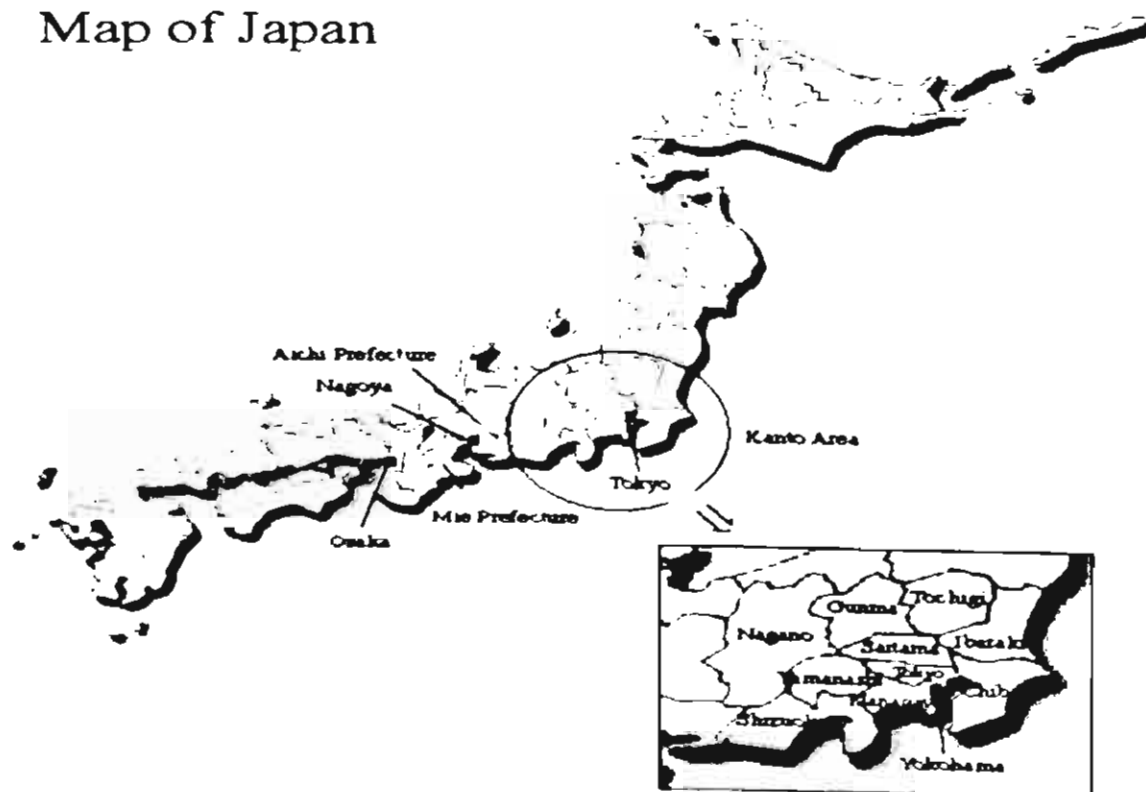 Map of Japan
Aichi Prefecture
Nagoya
Kanto Area
Tokyo
Mie Prefecture
Osaka
Tochigi
Gunma
Nagano
Ibaraki
Saitama
Tokyo
Yokohama